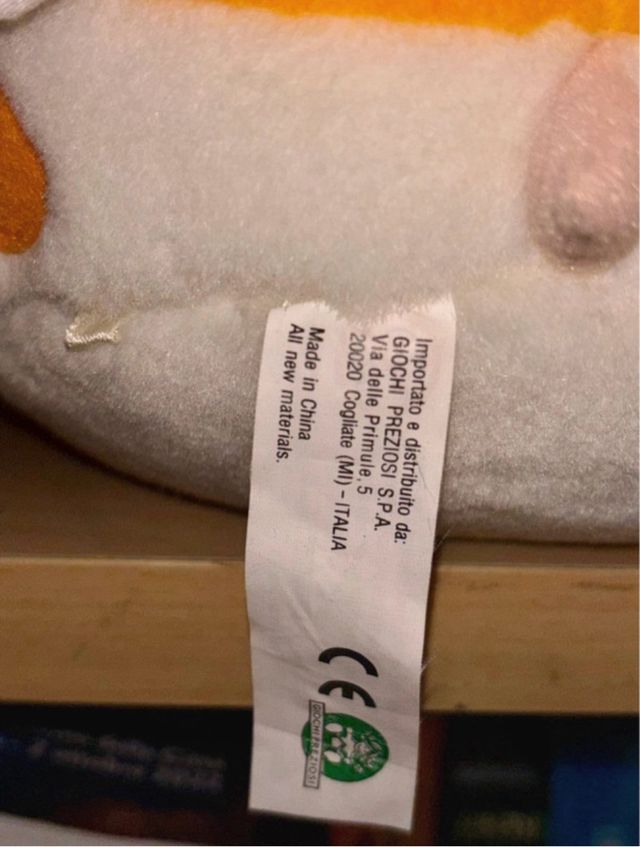 Importato e distribuito da:
GIOCHI PREZIOSI S.P.A.
Via delle Primule, 5
20020 Cogliate (MI) - ITALIA
Made in China
All new materials.
CE
GIOCHI PREZIOSI